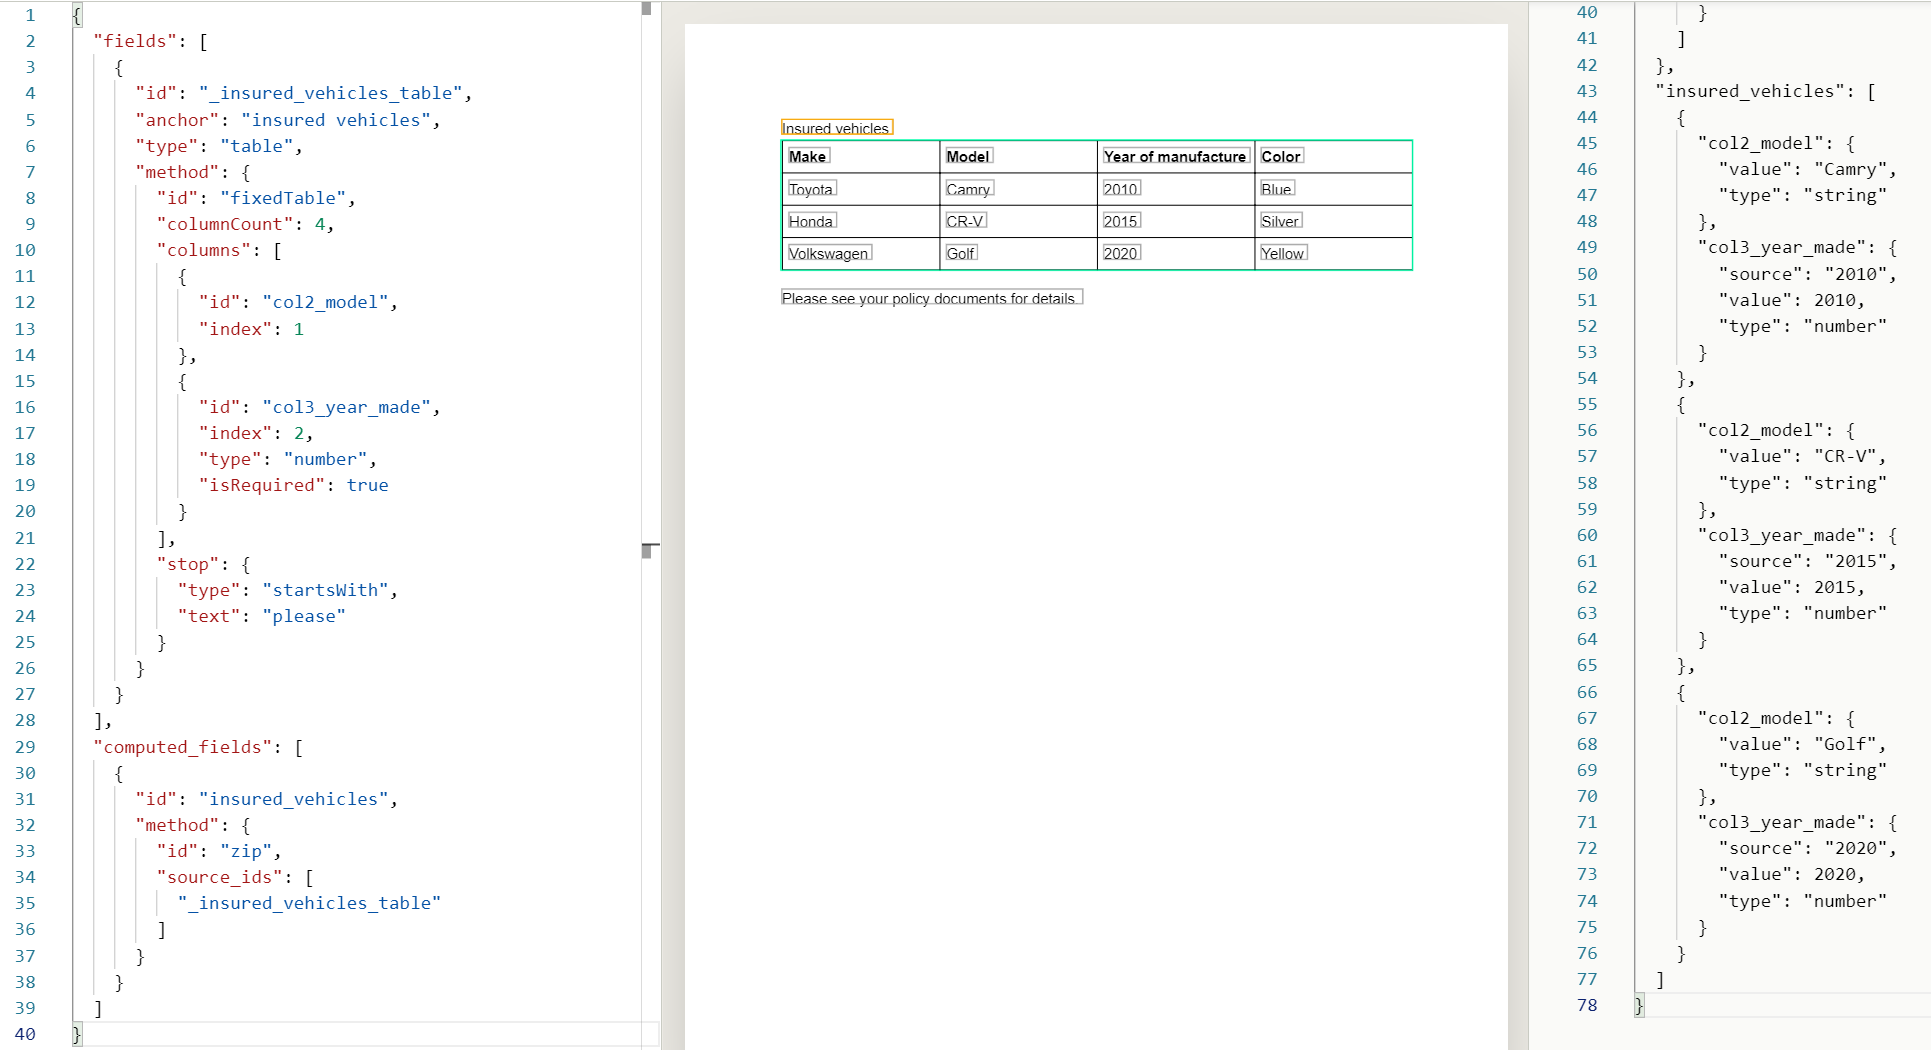 1 {
2 "fields": [
3 {
4 "id": "_insured_vehicles_table",
5 "anchor": "insured vehicles",
6 "type": "table",
7 "method": {
8 "id": "fixedTable",
9 "columnCount": 4,
10 "columns": [
11 {
12 "id": "col2_model",
13 "index": 1
14 },
15 {
16 "id": "col3_year_made",
17 "index": 2,
18 "type": "number",
19 "isRequired": true
20 }
21 ],
22 "stop": {
23 "type": "startsWith",
24 "text": "please"
25 }
26 }
27 }
28 ],
29 "computed_fields": [
30 {
31 "id": "insured_vehicles",
32 "method": {
33 "id": "zip",
34 "source_ids": [
35 "_insured_vehicles_table"
36 ]
37 }
38 }
39 ]
40 }
Insured vehicles
Make Model Year of manufacture Color
Toyota Camry 2010 Blue
Honda CR-V 2015 Silver
Volkswagen Golf 2020 Yellow
Please see your policy documents for details
40 }
41 ]
42 },
43 "insured_vehicles": [
44 {
45 "col2_model": {
46 "value": "Camry",
47 "type": "string"
48 },
49 "col3_year_made": {
50 "source": "2010",
51 "value": 2010,
52 "type": "number"
53 }
54 },
55 {
56 "col2_model": {
57 "value": "CR-V",
58 "type": "string"
59 },
60 "col3_year_made": {
61 "source": "2015",
62 "value": 2015,
63 "type": "number"
64 }
65 },
66 {
67 "col2_model": {
68 "value": "Golf",
69 "type": "string"
70 },
71 "col3_year_made": {
72 "source": "2020",
73 "value": 2020,
74 "type": "number"
75 }
76 }
77 ]
78 }